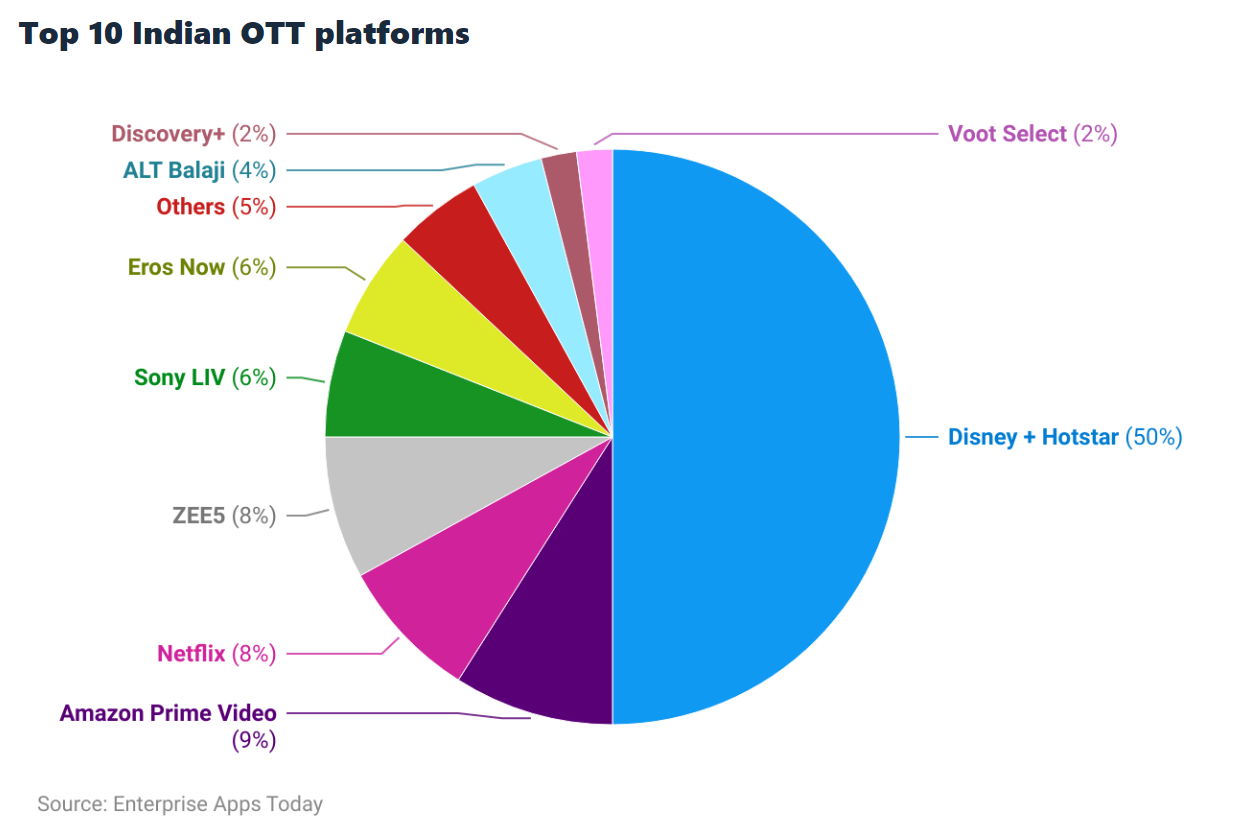 Top 10 Indian OTT platforms
Discovery+ (2%)
Voot Select (2%)
ALT Balaji (4%)
Others (5%)
Eros Now (6%)
Sony LIV (6%)
Disney + Hotstar (50%)
ZEE5 (8%)
Netflix (8%)
Amazon Prime Video
(9%)
Source: Enterprise Apps Today